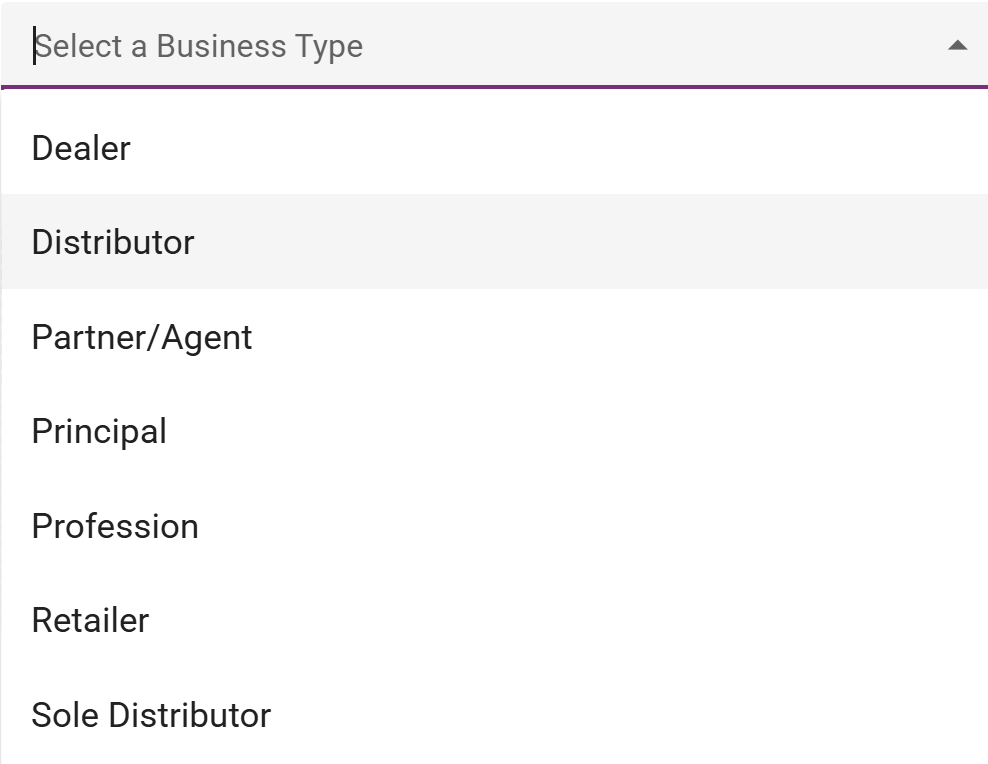 Select a Business Type
Dealer
Distributor
Partner/Agent
Principal
Profession
Retailer
Sole Distributor